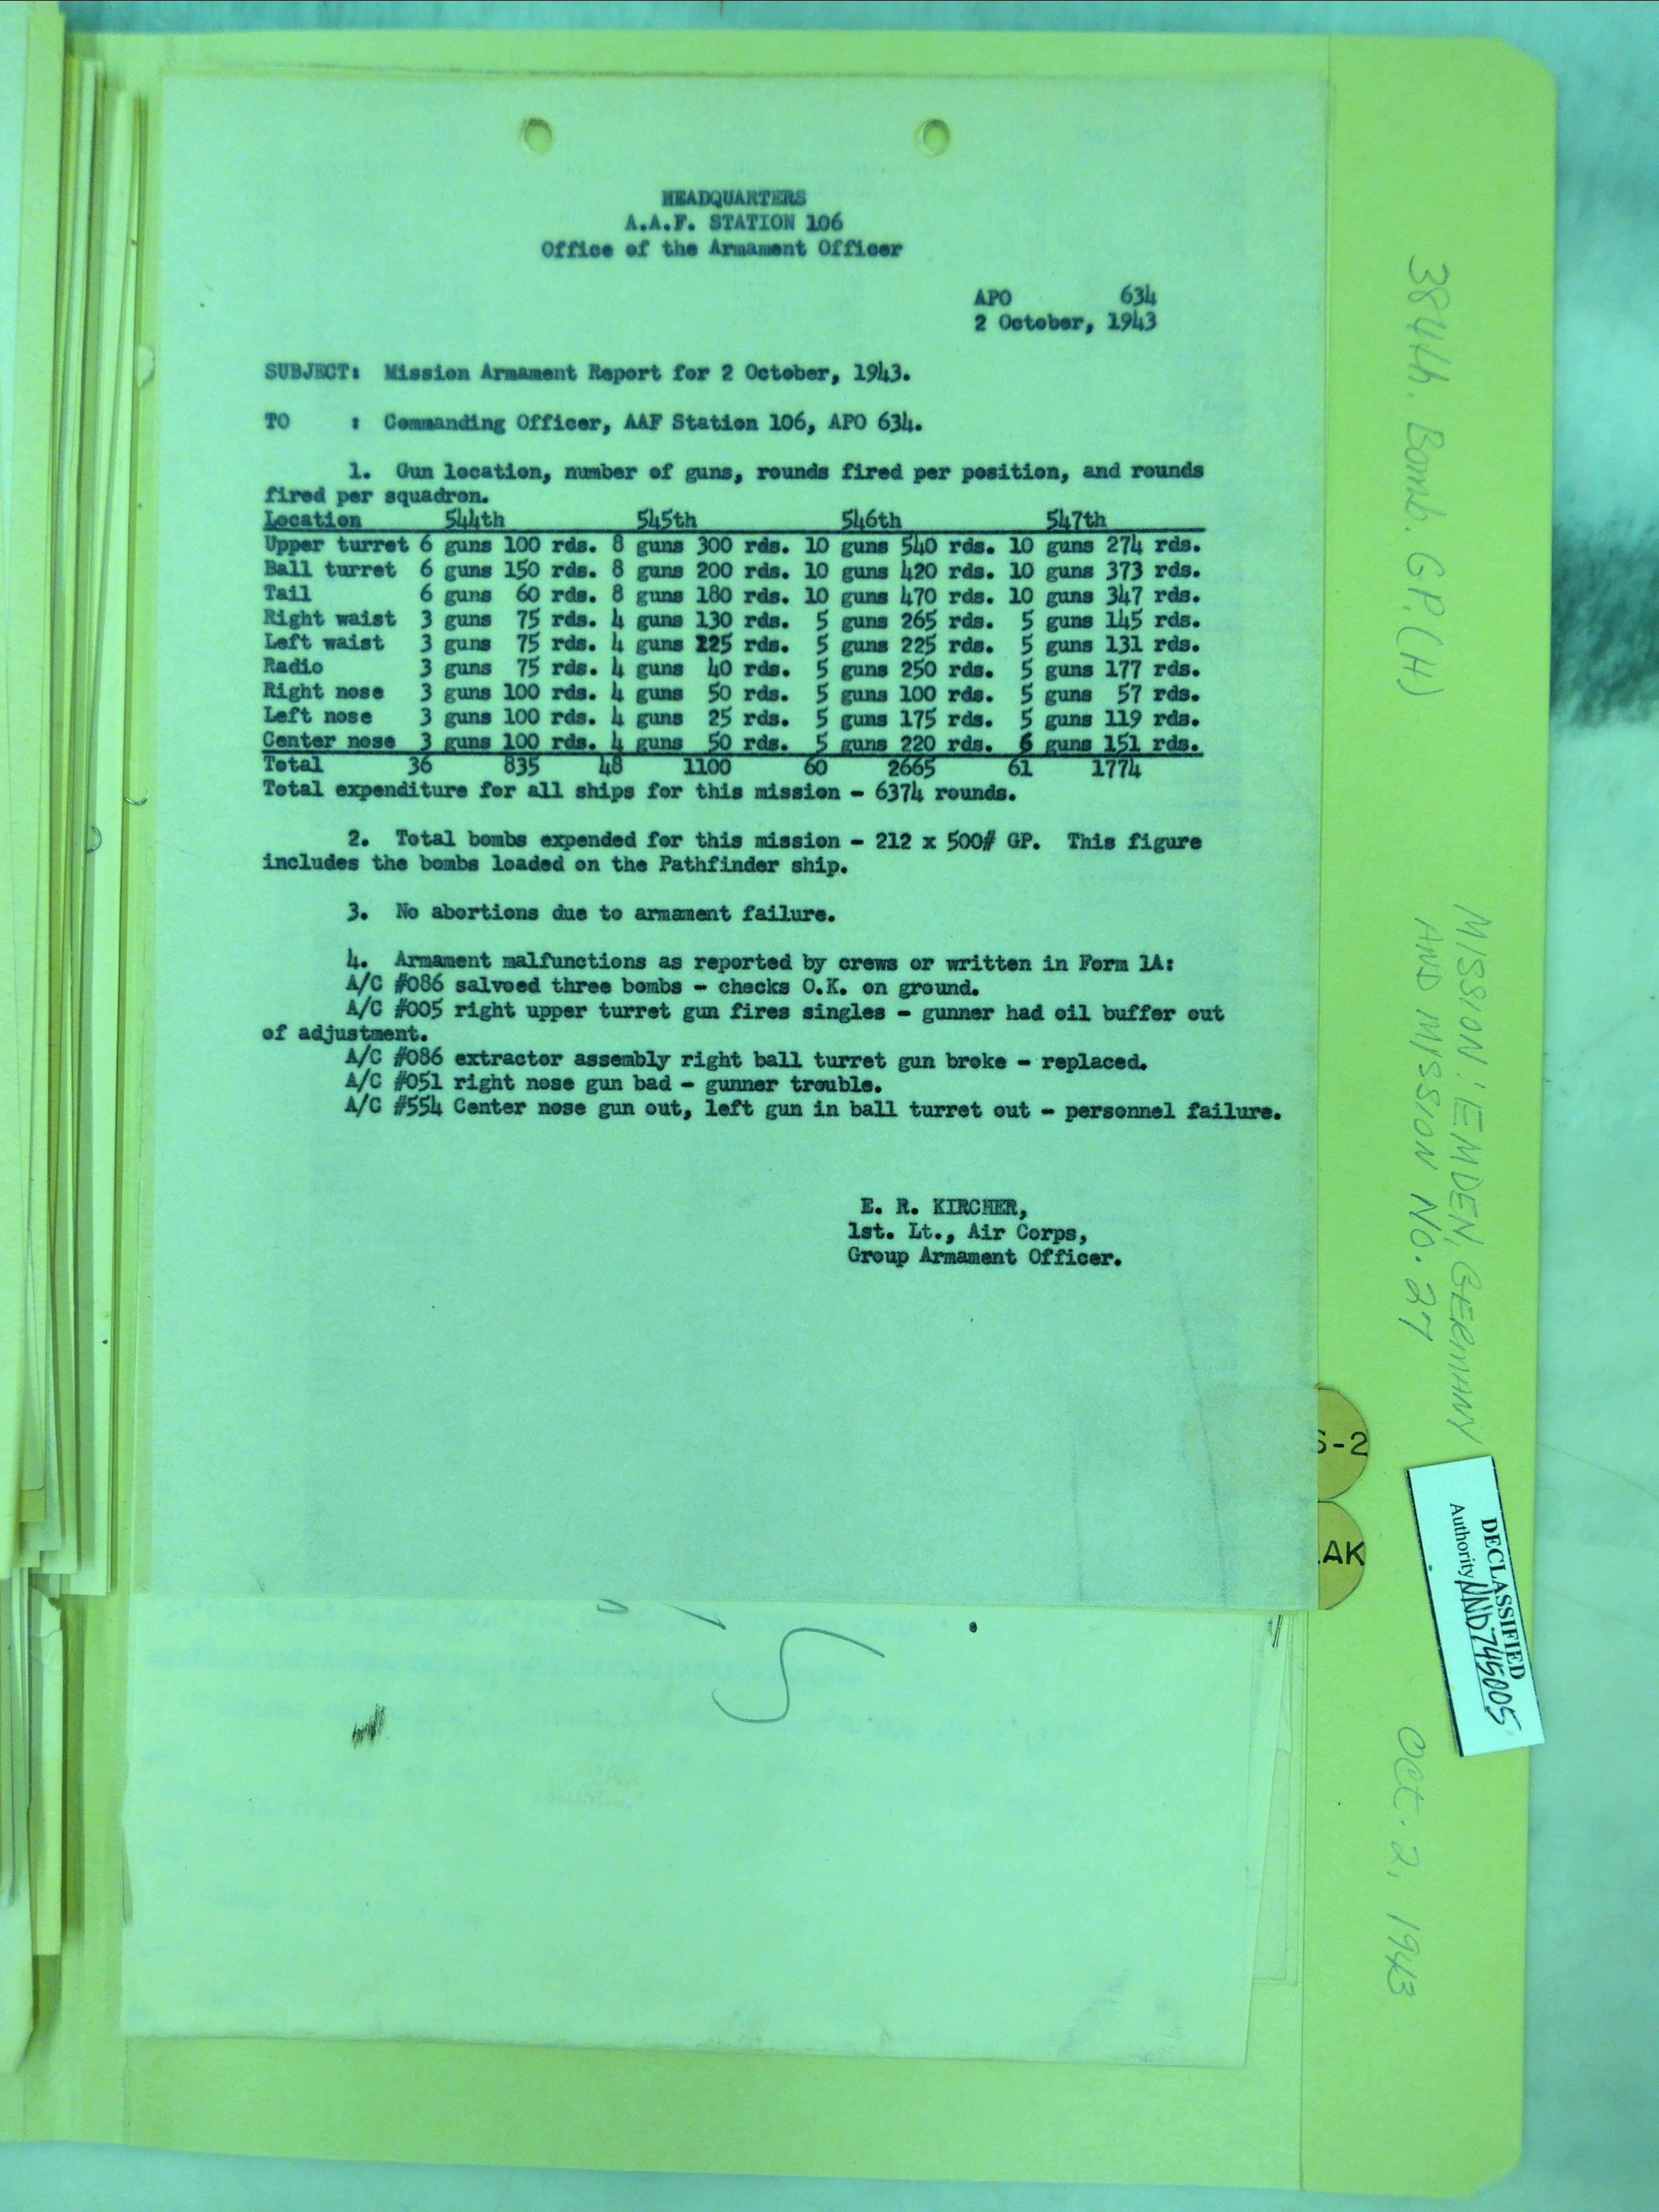 HEADQUARTERS
A.A.F. STATION 106
Office of the Armament Officer
APO 634
2 October, 1943
SUBJECT: Mission Armament Report for 2 October, 1943.
TO : Commanding Officer, AAF Station 106, APO 634.
1. Gun location, number of guns, rounds fired per position, and rounds
fired per squadron.
Location 544th 545th 546th 547th
Upper turret 6 guns 100 rds. 8 guns 300 rds. 10 guns 540 rds. 10 guns 274 rds.
Ball turret 6 guns 150 rds. 8 guns 200 rds. 10 guns 420 rds. 10 guns 373 rds.
Tail 6 guns 60 rds. 8 guns 180 rds. 10 guns 470 rds. 10 guns 347 rds.
Right waist 3 guns 75 rds. 4 guns 130 rds. 5 guns 265 rds. 5 guns 145 rds.
Left waist 3 guns 75 rds. 4 guns 125 rds. 5 guns 225 rds. 5 guns 131 rds.
Radio 3 guns 75 rds. 4 guns 40 rds. 5 guns 250 rds. 5 guns 177 rds.
Right nose 3 guns 100 rds. 4 guns 50 rds. 5 guns 100 rds. 5 guns 57 rds.
Left nose 3 guns 100 rds. 4 guns 25 rds. 5 guns 175 rds. 5 guns 119 rds.
Center nose 3 guns 100 rds. 4 guns 50 rds. 5 guns 220 rds. 6 guns 151 rds.
Total 36 835 48 1100 60 2665 61 1774
Total expenditure for all ships for this mission - 6374 rounds.
2. Total bombs expended for this mission - 212 x 500# GP. This figure
includes the bombs loaded on the Pathfinder ship.
3. No abortions due to armament failure.
4. Armament malfunctions as reported by crews or written in Form 1A:
A/C #086 salvoed three bombs - checks O.K. on ground.
A/C #005 right upper turret gun fires singles - gunner had oil buffer out
of adjustment.
A/C #086 extractor assembly right ball turret gun broke - replaced.
A/C #051 right nose gun bad - gunner trouble.
A/C #554 Center nose gun out, left gun in ball turret out - personnel failure.
E. R. KIRCHER,
1st. Lt., Air Corps,
Group Armament Officer.
384th. Bomb. GP. (H)
MISSION: EMDEN, GERMANY
AND MISSION NO. 27
Oct. 2, 1943
DECLASSIFIED
Authority NND745005
S-2
AK